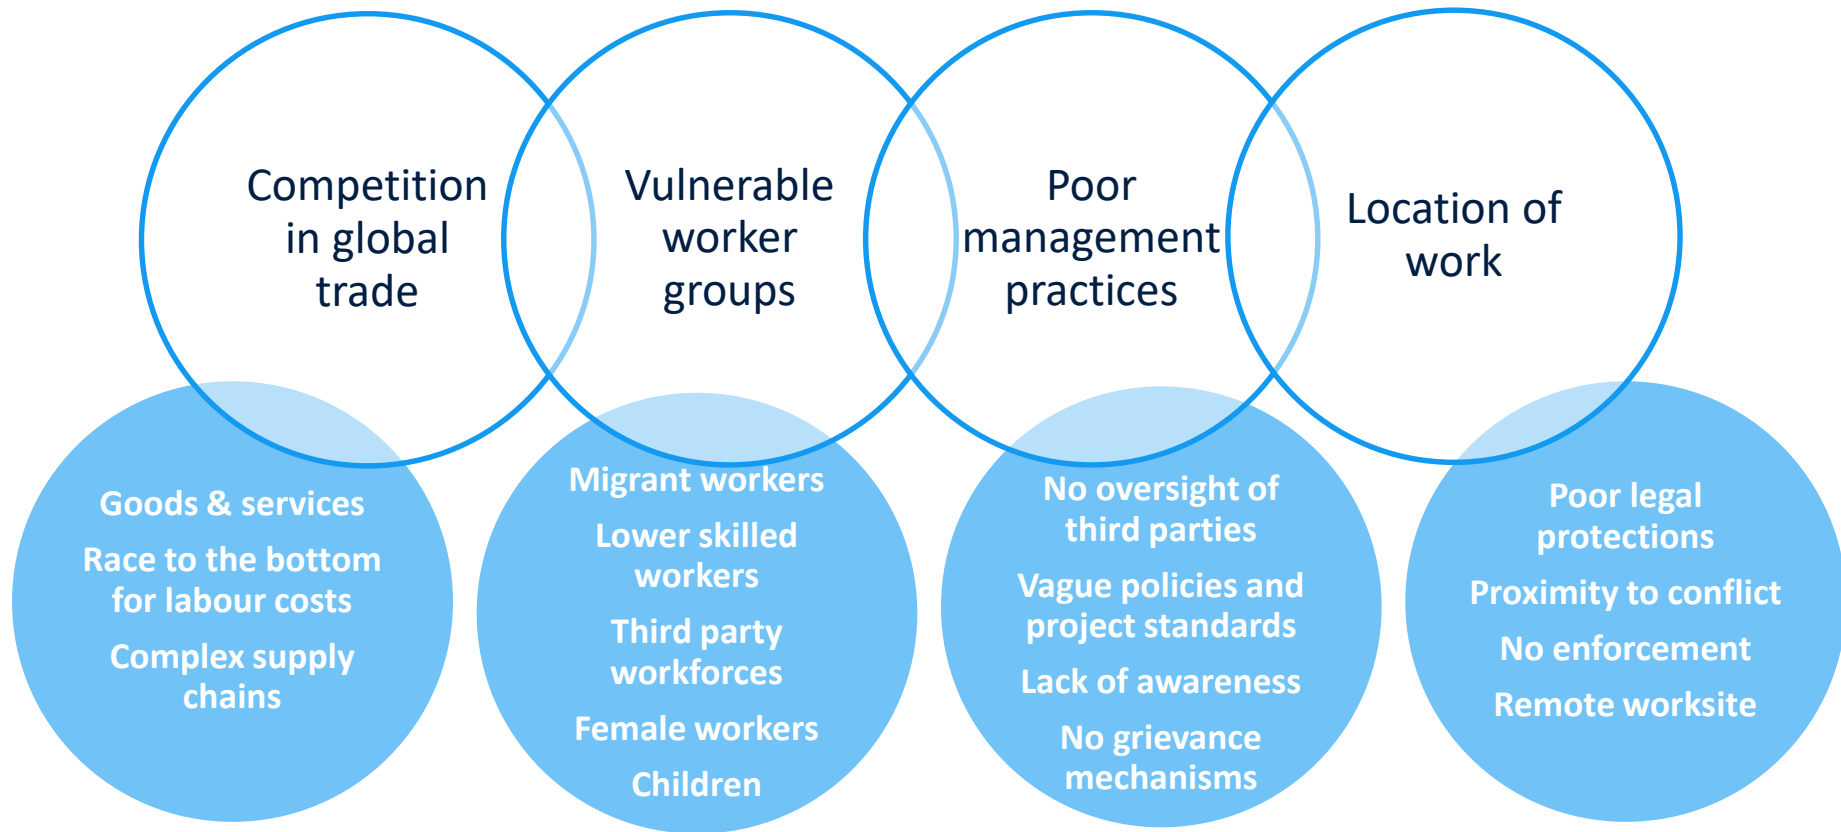 Competition
in global
trade
Vulnerable
worker
groups
Poor
management
practices
Location of
work
Goods & services
Race to the bottom
for labour costs
Complex supply
chains
Migrant workers
Lower skilled
workers
Third party
workforces
Female workers
Children
No oversight of
third parties
Vague policies and
project standards
Lack of awareness
No grievance
mechanisms
Poor legal
protections
Proximity to conflict
No enforcement
Remote worksite